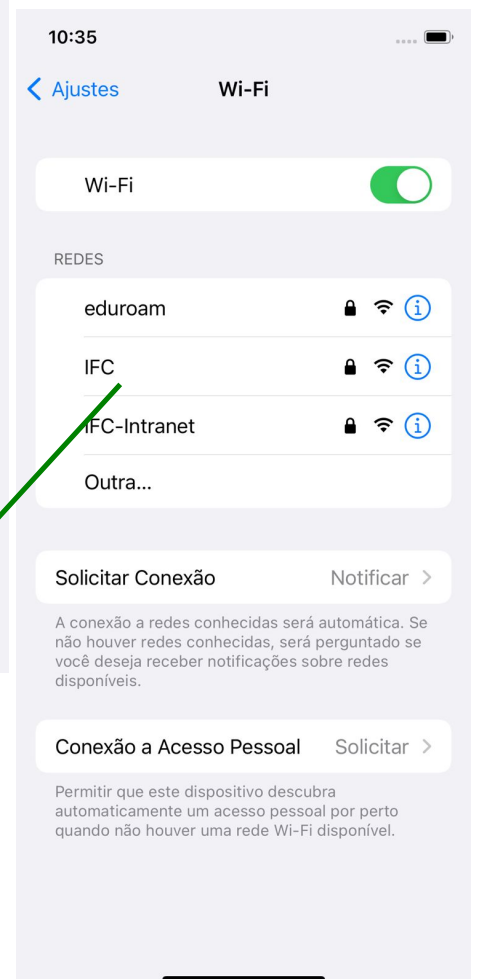 10:35
Ajustes Wi-Fi
Wi-Fi
REDES
eduroam
IFC
IFC-Intranet
Outra...
Solicitar Conexão Notificar
A conexão a redes conhecidas será automática. Se
não houver redes conhecidas, será perguntado se
você deseja receber notificações sobre redes
disponíveis.
Conexão a Acesso Pessoal Solicitar
Permitir que este dispositivo descubra
automaticamente um acesso pessoal por perto
quando não houver uma rede Wi-Fi disponível.